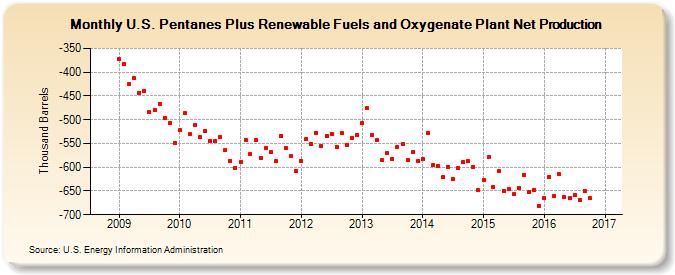 Monthly U.S. Pentanes Plus Renewable Fuels and Oxygenate Plant Net Production
Thousand Barrels
-350
-400
-450
-500
-550
-600
-650
-700
2009 2010 2011 2012 2013 2014 2015 2016 2017
Source: U.S. Energy Information Administration